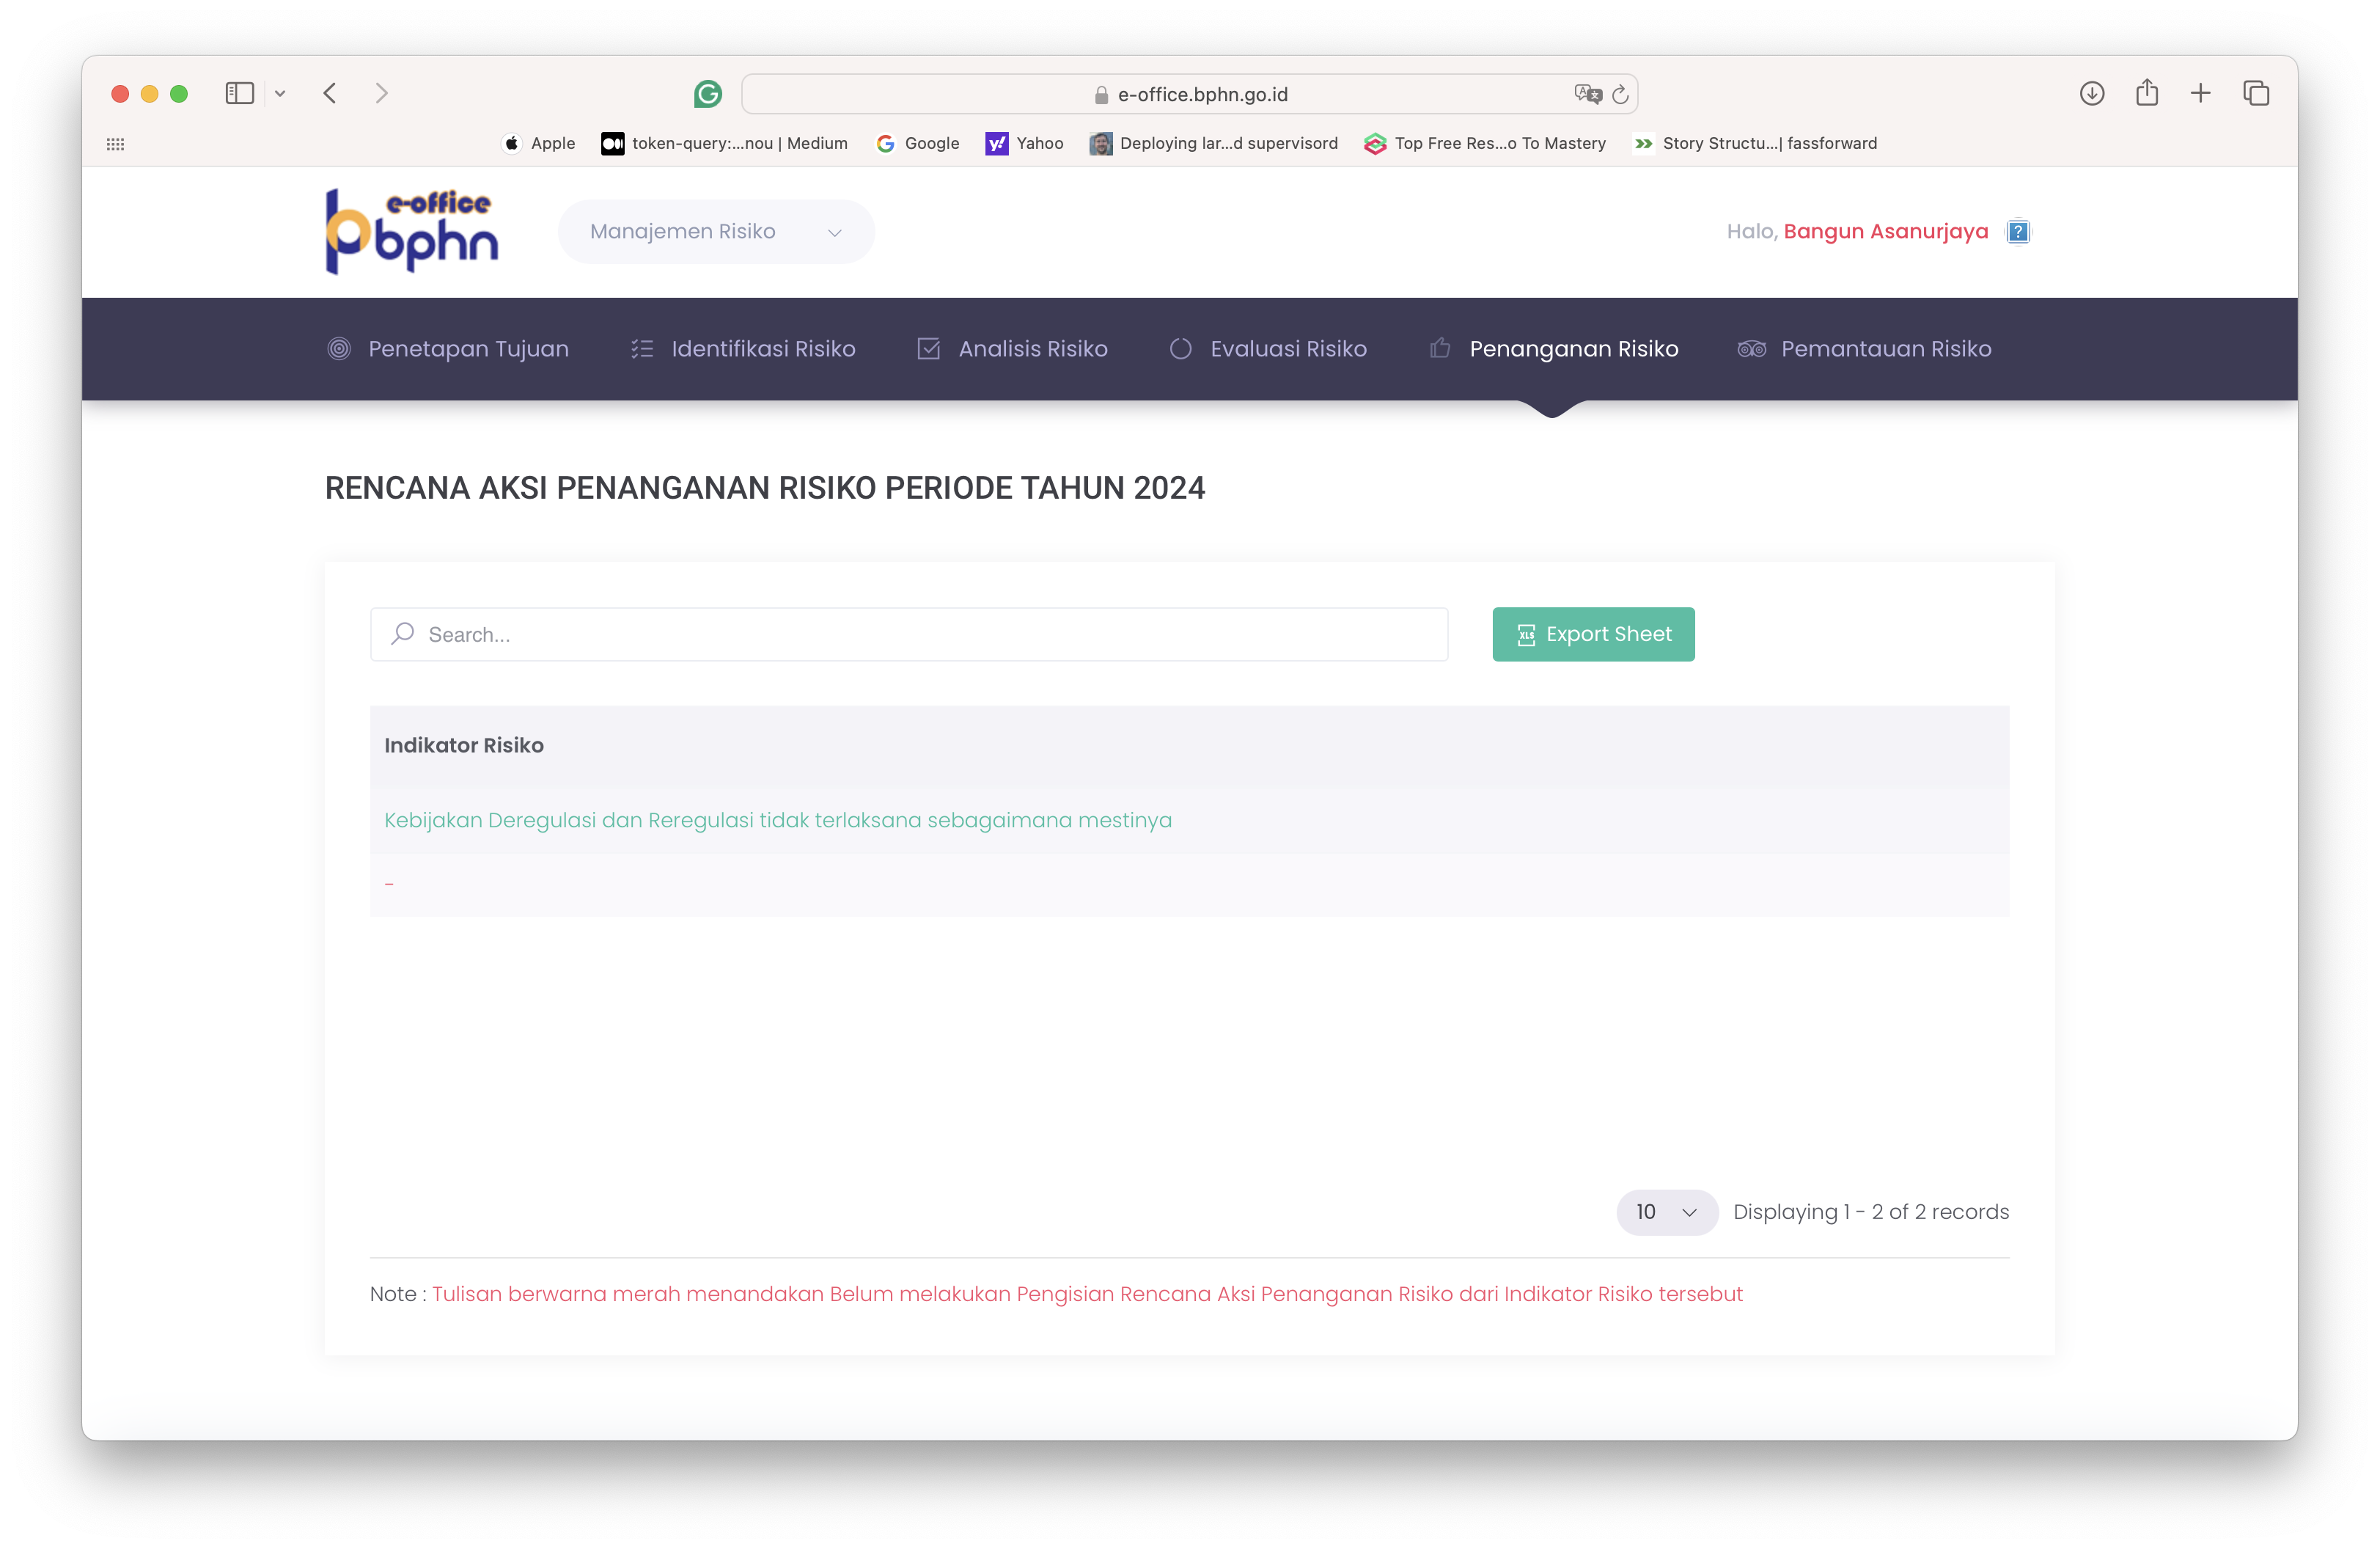 e-office.bphn.go.id
Apple
token-query:...nou | Medium
Google
Yahoo
Deploying lar...d supervisord
Top Free Res...o To Mastery
Story Structu...| fassforward
e-office
bphn
Manajemen Risiko
Halo, Bangun Asanurjaya
Penetapan Tujuan
Identifikasi Risiko
Analisis Risiko
Evaluasi Risiko
Penanganan Risiko
Pemantauan Risiko
RENCANA AKSI PENANGANAN RISIKO PERIODE TAHUN 2024
Search...
XLS Export Sheet
Indikator Risiko
Kebijakan Deregulasi dan Reregulasi tidak terlaksana sebagaimana mestinya
-
10
Displaying 1 - 2 of 2 records
Note : Tulisan berwarna merah menandakan Belum melakukan Pengisian Rencana Aksi Penanganan Risiko dari Indikator Risiko tersebut